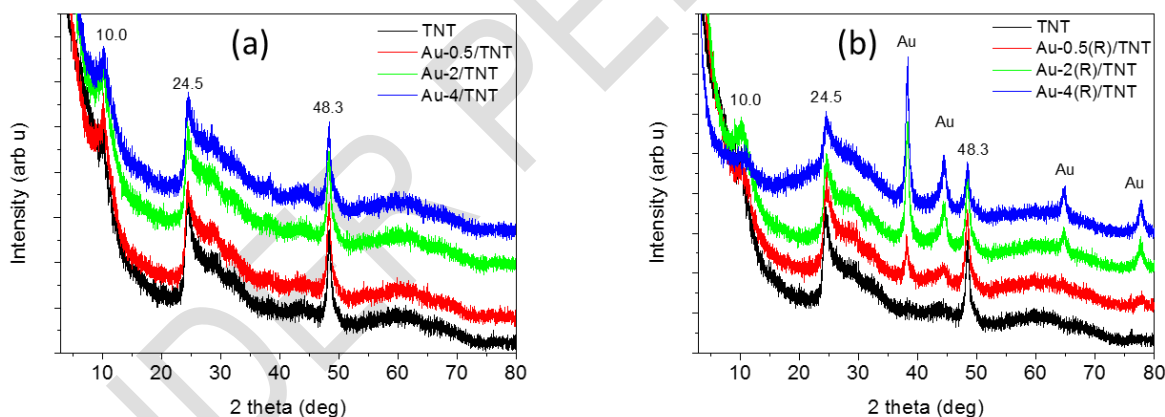 (a)
TNT
Au-0.5/TNT
Au-2/TNT
Au-4/TNT
10.0
24.5
48.3
Intensity (arb u)
10 20 30 40 50 60 70 80
2 theta (deg)
(b)
TNT
Au-0.5(R)/TNT
Au-2(R)/TNT
Au-4(R)/TNT
10.0
24.5
Au
Au
48.3
Au
Au
Intensity (arb u)
10 20 30 40 50 60 70 80
2 theta (deg)